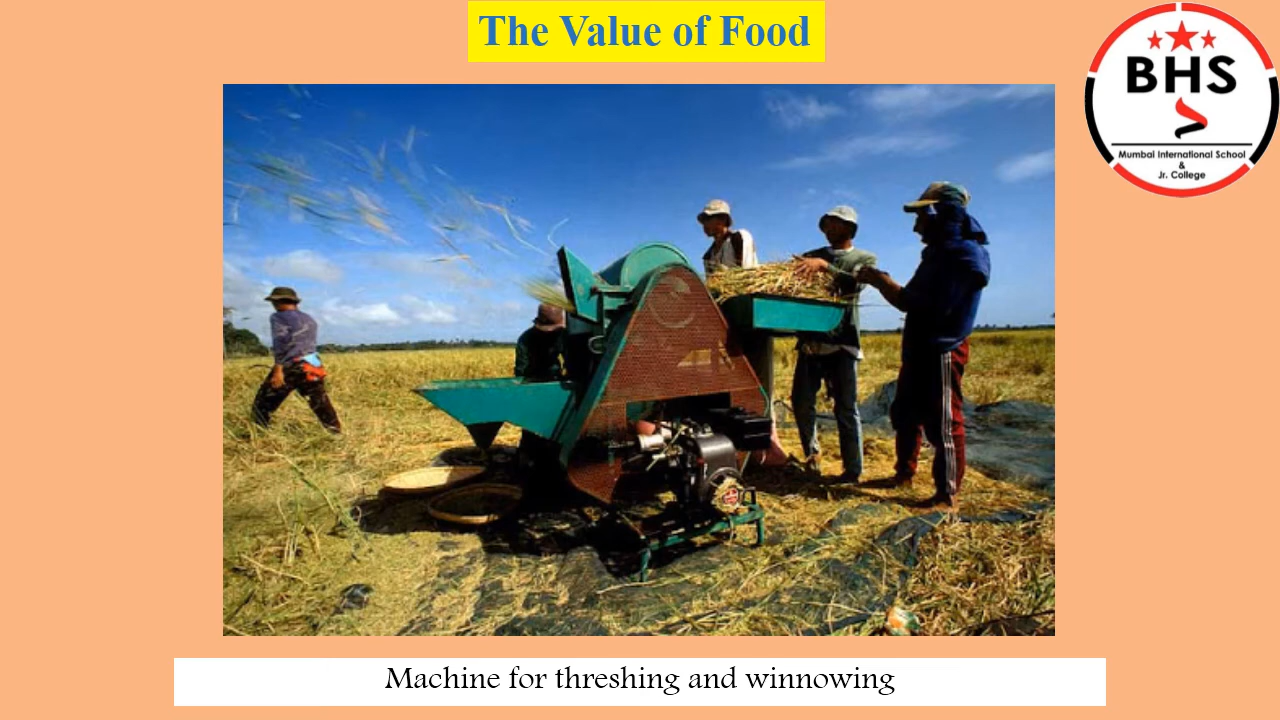 The Value of Food
BHS
Mumbai International School
&
Jr. College
Machine for threshing and winnowing